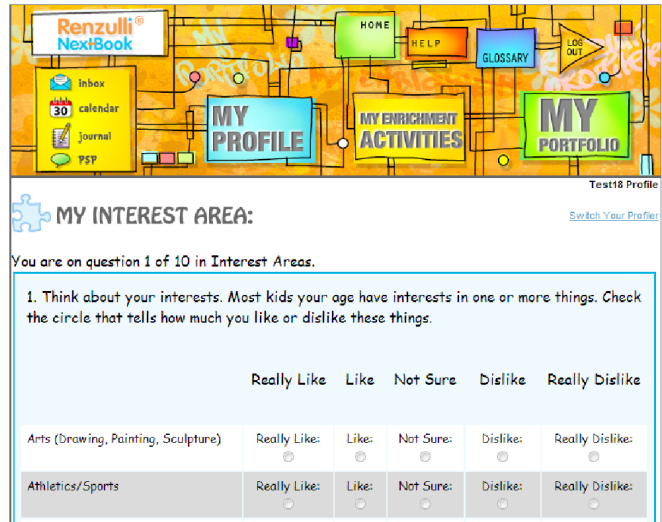 Renzulli®
NextBook
HOME
HELP
GLOSSARY
LOG
OUT
inbox
30 calendar
journal
PSP
MY
PROFILE
MY ENRICHMENT
ACTIVITIES
MY
PORTFOLIO
Test18 Profile
MY INTEREST AREA:
Switch Your Profiler
You are on question 1 of 10 in Interest Areas.
1. Think about your interests. Most kids your age have interests in one or more things. Check
the circle that tells how much you like or dislike these things.
Really Like Like Not Sure Dislike Really Dislike
Arts (Drawing, Painting, Sculpture) Really Like: Like: Not Sure: Dislike: Really Dislike:
Athletics/Sports Really Like: Like: Not Sure: Dislike: Really Dislike: